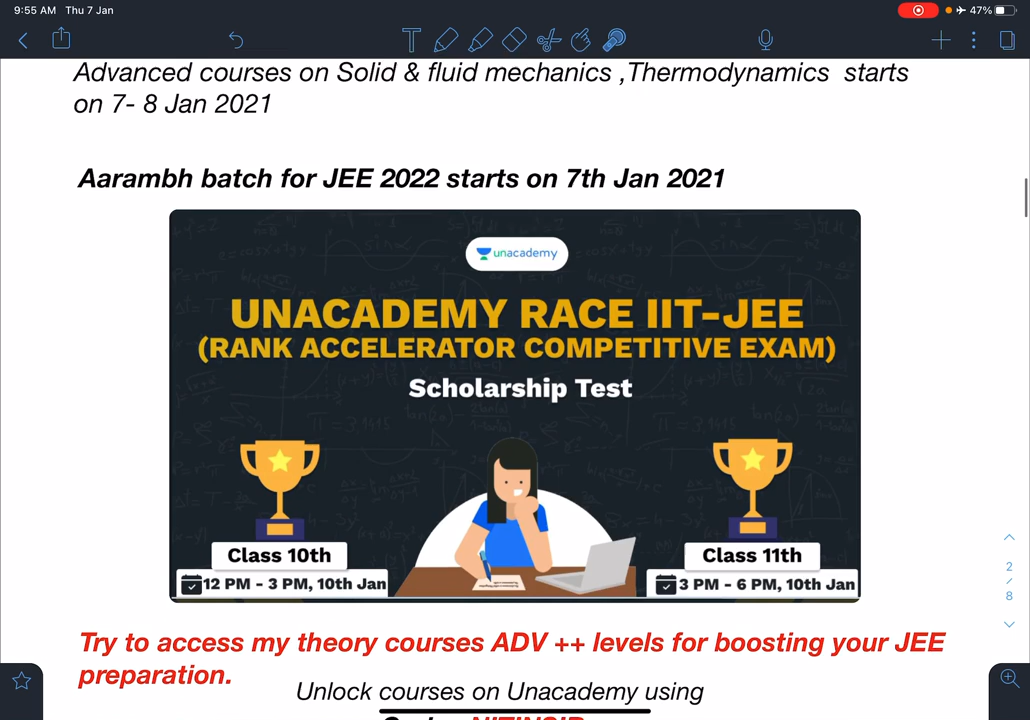 9:55 AM Thu 7 Jan
47%
Advanced courses on Solid & fluid mechanics ,Thermodynamics starts
on 7- 8 Jan 2021
Aarambh batch for JEE 2022 starts on 7th Jan 2021
unacademy
UNACADEMY RACE IIT-JEE
(RANK ACCELERATOR COMPETITIVE EXAM)
Scholarship Test
Class 10th
12 PM - 3 PM, 10th Jan
Class 11th
3 PM - 6 PM, 10th Jan
2
/
8
Try to access my theory courses ADV ++ levels for boosting your JEE
preparation.
Unlock courses on Unacademy using